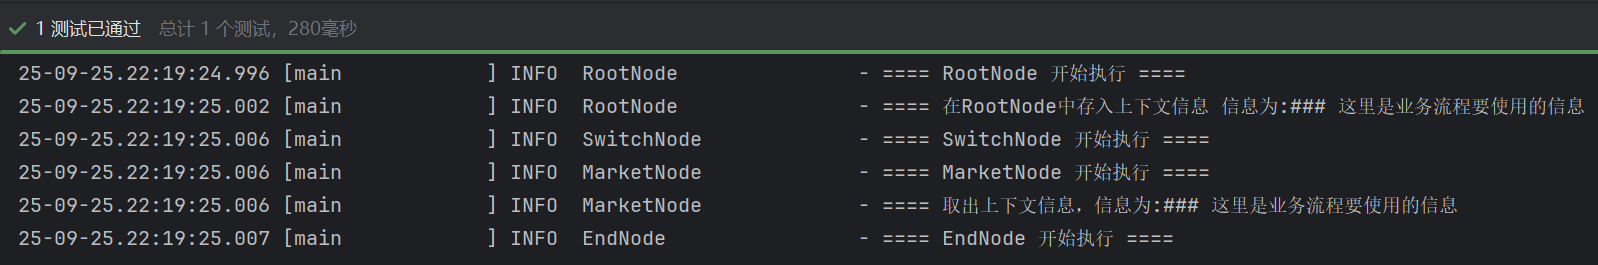 1 测试已通过 总计 1 个测试，280毫秒
25-09-25.22:19:24.996 [main            ] INFO  RootNode               - ==== RootNode 开始执行 ====
25-09-25.22:19:25.002 [main            ] INFO  RootNode               - ==== 在RootNode中存入上下文信息 信息为:### 这里是业务流程要使用的信息
25-09-25.22:19:25.006 [main            ] INFO  SwitchNode             - ==== SwitchNode 开始执行 ====
25-09-25.22:19:25.006 [main            ] INFO  MarketNode             - ==== MarketNode 开始执行 ====
25-09-25.22:19:25.006 [main            ] INFO  MarketNode             - ==== 取出上下文信息，信息为:### 这里是业务流程要使用的信息
25-09-25.22:19:25.007 [main            ] INFO  EndNode                - ==== EndNode 开始执行 ====